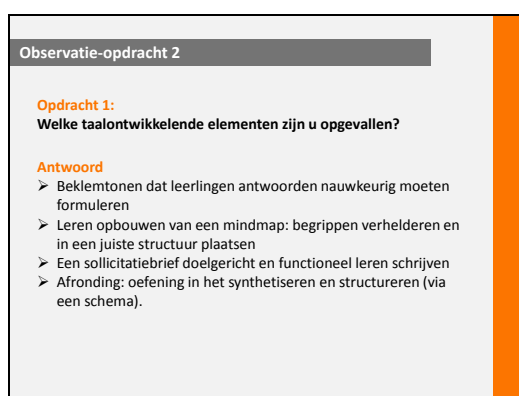 Observatie-opdracht 2
Opdracht 1:
Welke taalontwikkelende elementen zijn u opgevallen?
Antwoord
➢ Beklemtonen dat leerlingen antwoorden nauwkeurig moeten
formuleren
➢ Leren opbouwen van een mindmap: begrippen verhelderen en
in een juiste structuur plaatsen
➢ Een sollicitatiebrief doelgericht en functioneel leren schrijven
➢ Afronding: oefening in het synthetiseren en structureren (via
een schema).